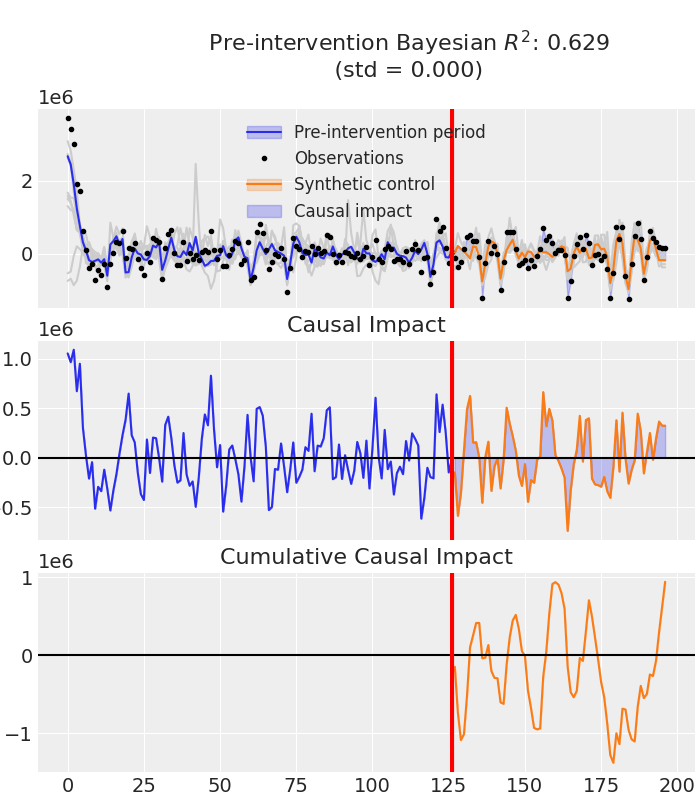 Pre-intervention Bayesian $R^2$: 0.629
(std = 0.000)
1e6
Pre-intervention period
Observations
2
Synthetic control
Causal impact
0
Causal Impact
1e6
1.0
0.5
0.0
0.5
Cumulative Causal Impact
1e6
1
0
−1
0 25 50 75 100 125 150 175 200